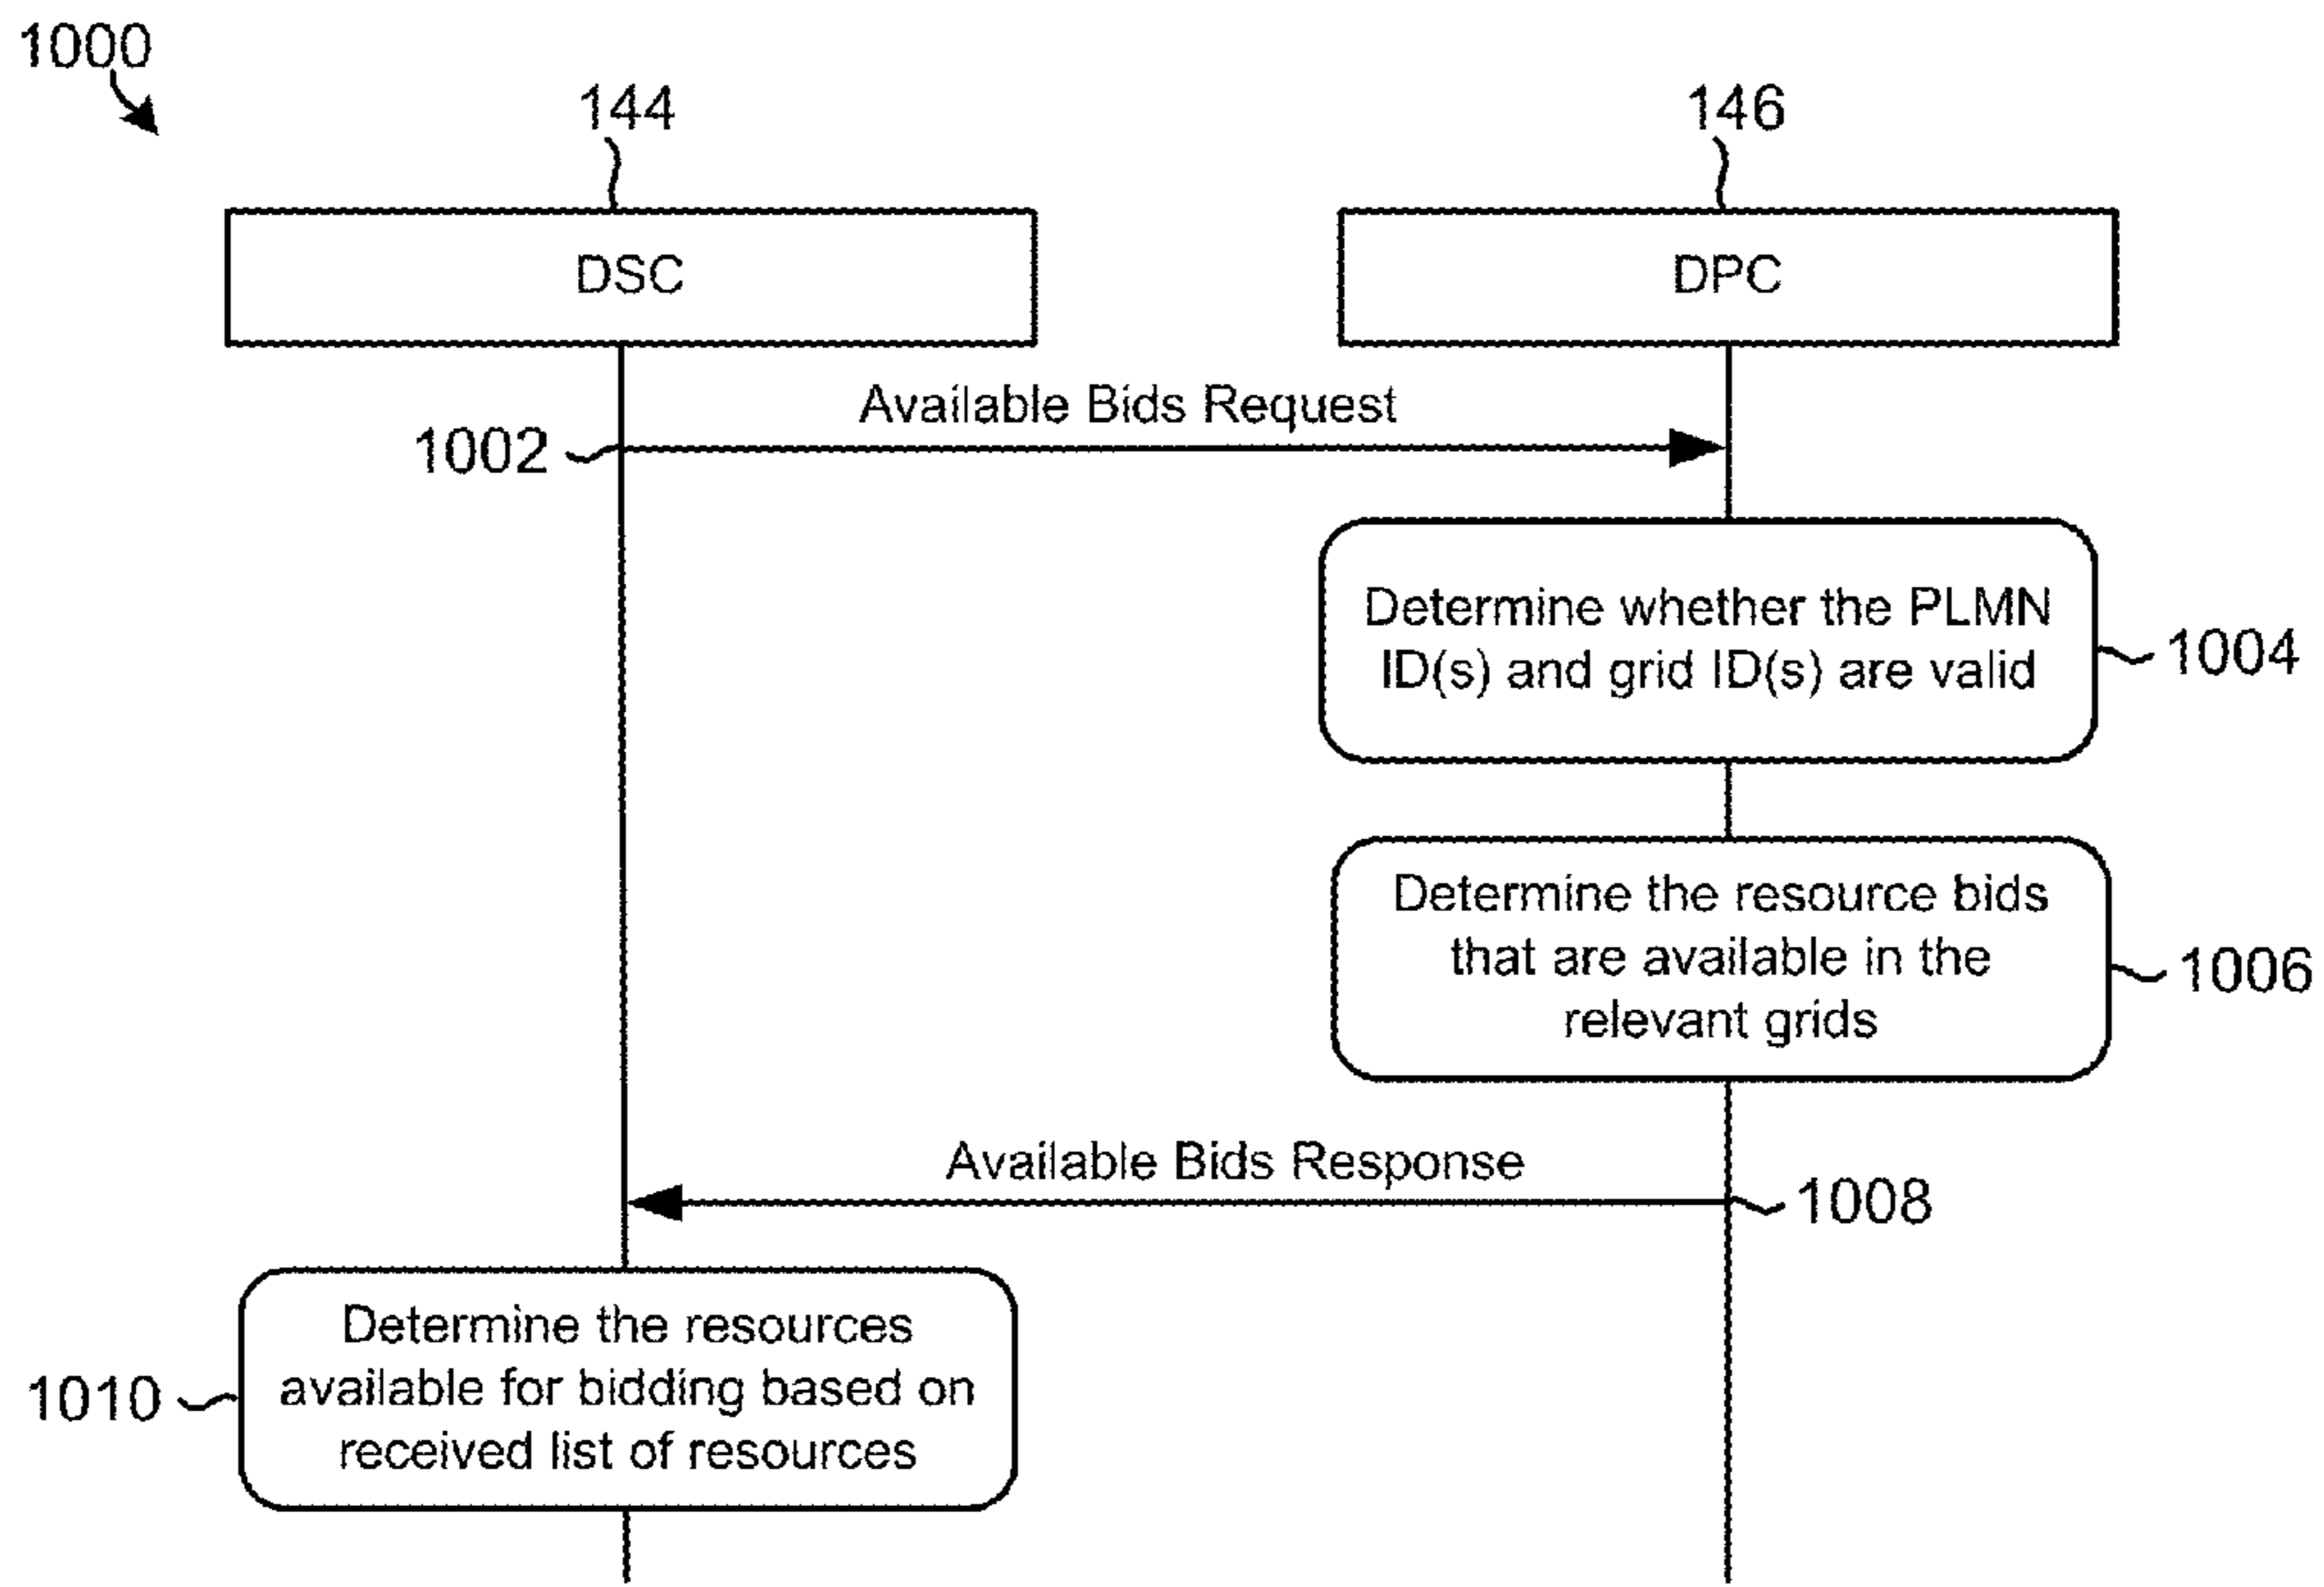 1000
144
146
DSC
DPC
Available Bids Request
1002
Determine whether the PLMN
ID(s) and grid ID(s) are valid
1004
Determine the resource bids
that are available in the
relevant grids
1006
Available Bids Response
1008
Determine the resources
available for bidding based on
received list of resources
1010